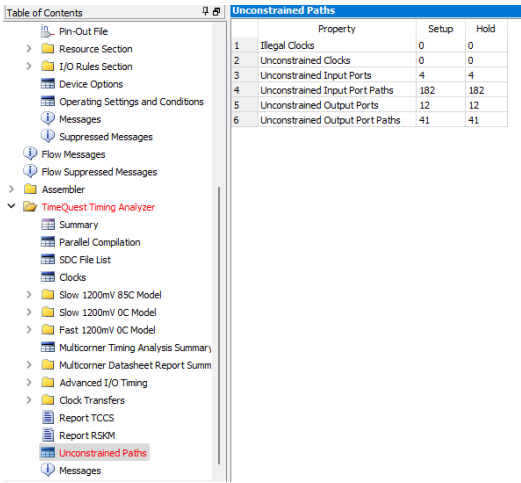 Table of Contents
Pin-Out File
Resource Section
I/O Rules Section
Device Options
Operating Settings and Conditions
Messages
Suppressed Messages
Flow Messages
Flow Suppressed Messages
Assembler
TimeQuest Timing Analyzer
Summary
Parallel Compilation
SDC File List
Clocks
Slow 1200mV 85C Model
Slow 1200mV 0C Model
Fast 1200mV 0C Model
Multicorner Timing Analysis Summary
Multicorner Datasheet Report Summ
Advanced I/O Timing
Clock Transfers
Report TCCS
Report RSKM
Unconstrained Paths
Messages
Unconstrained Paths
Property Setup Hold
1 Illegal Clocks 0 0
2 Unconstrained Clocks 0 0
3 Unconstrained Input Ports 4 4
4 Unconstrained Input Port Paths 182 182
5 Unconstrained Output Ports 12 12
6 Unconstrained Output Port Paths 41 41